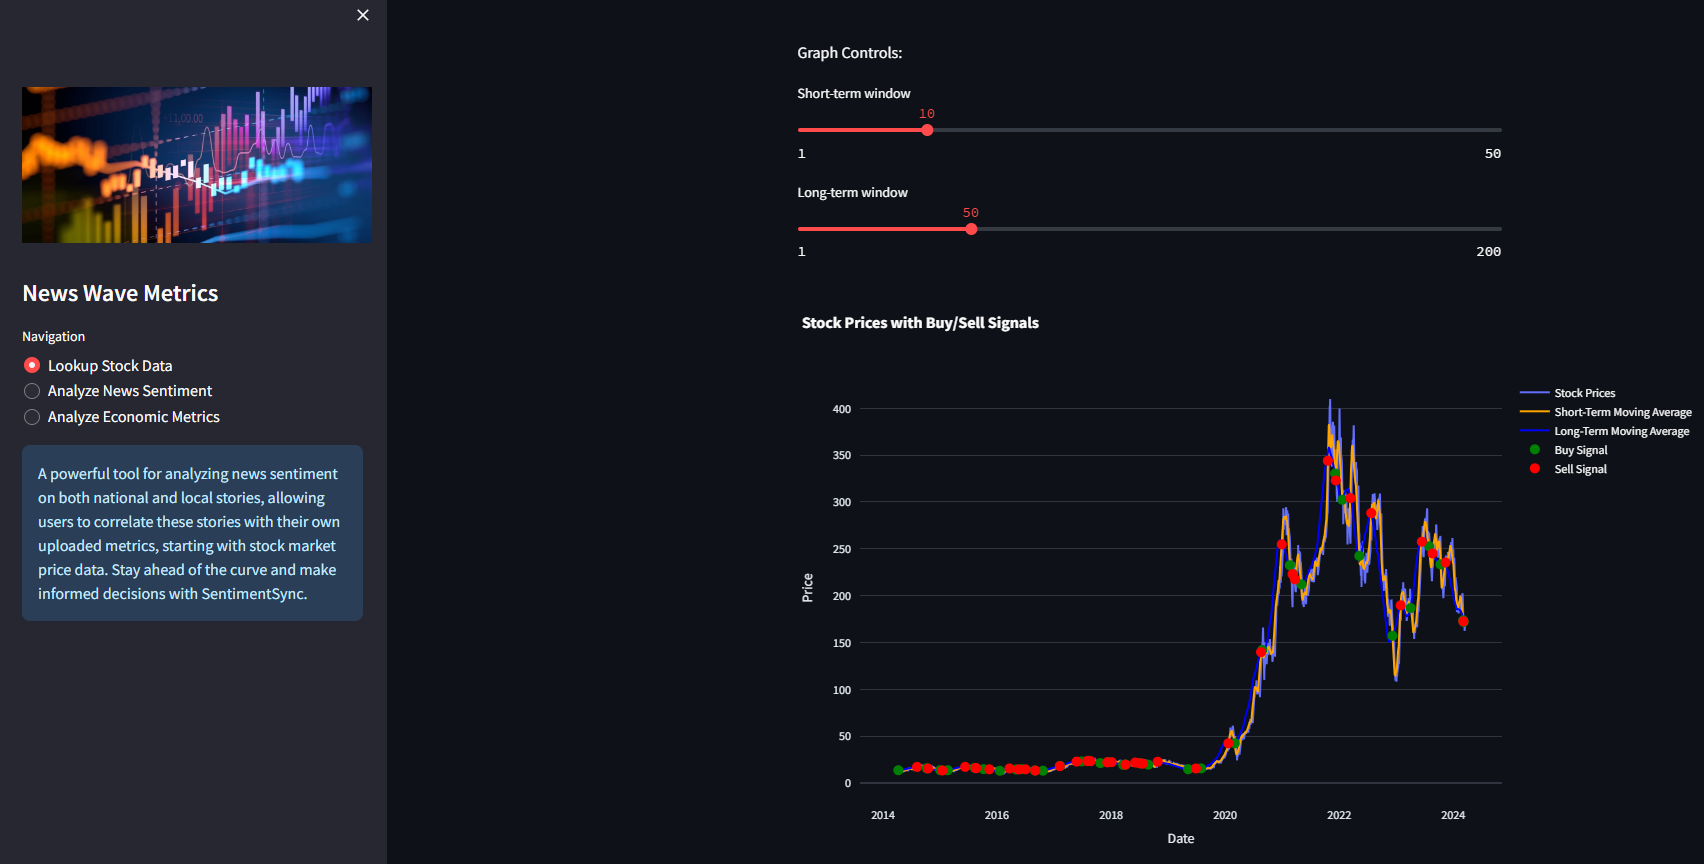 11,00.00
News Wave Metrics
Navigation
Lookup Stock Data
Analyze News Sentiment
Analyze Economic Metrics
A powerful tool for analyzing news sentiment
on both national and local stories, allowing
users to correlate these stories with their own
uploaded metrics, starting with stock market
price data. Stay ahead of the curve and make
informed decisions with SentimentSync.
Graph Controls:
Short-term window
10
1 50
Long-term window
50
1 200
Stock Prices with Buy/Sell Signals
Stock Prices
Short-Term Moving Average
Long-Term Moving Average
Buy Signal
Sell Signal
Price
400
350
300
250
200
150
100
50
0
2014 2016 2018 2020 2022 2024
Date